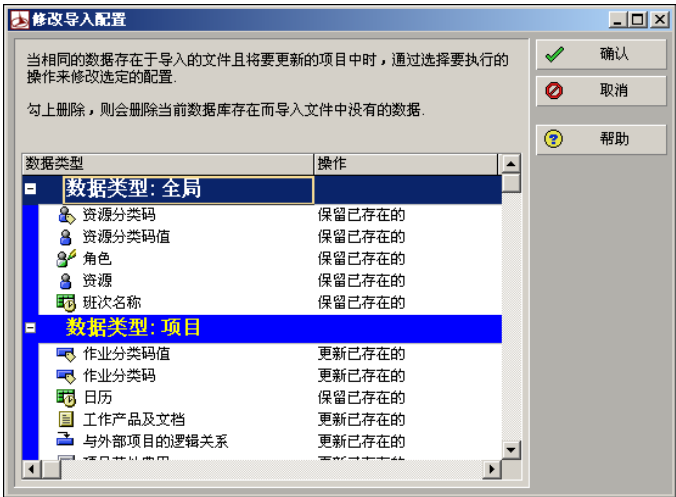 修改导入配置
当相同的数据存在于导入的文件且将要更新的项目中时，通过选择要执行的
操作来修改选定的配置.
勾上删除，则会删除当前数据库存在而导入文件中没有的数据.
确认
取消
帮助
数据类型 操作
数据类型: 全局
资源分类码 保留已存在的
资源分类码值 保留已存在的
角色 保留已存在的
资源 保留已存在的
班次名称 保留已存在的
数据类型: 项目
作业分类码值 更新已存在的
作业分类码 更新已存在的
日历 保留已存在的
工作产品及文档 更新已存在的
与外部项目的逻辑关系 更新已存在的